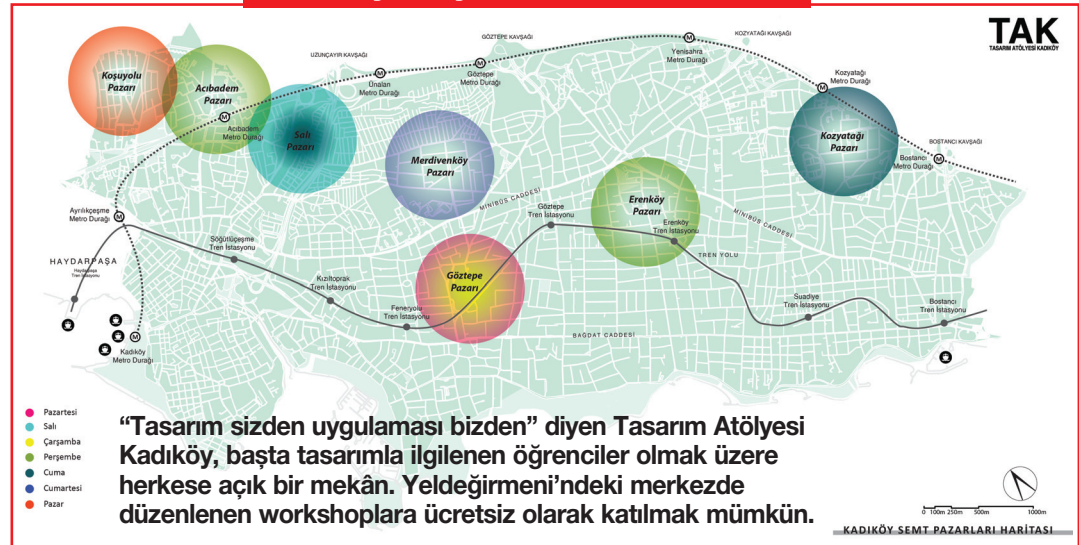 TAK
TASARIM ATÖLYESİ
KADIKÖY
UZUNÇAYIR KAVŞAĞI
GÖZTEPE KAVŞAĞI
KOZYATAĞI KAVŞAĞI
BOSTANCI KAVŞAĞI
Koşuyolu
Pazarı
Acıbadem
Pazarı
Acıbadem
Metro Durağı
Salı
Pazarı
Ünalan
Metro Durağı
Göztepe
Metro Durağı
Yenisahra
Metro Durağı
Kozyatağı
Metro Durağı
Merdivenköy
Pazarı
Kozyatağı
Pazarı
Bostancı
Metro Durağı
Erenköy
Pazarı
MİNİBÜS CADDESİ
MİNİBÜS CADDESİ
Ayrılıkçeşme
Metro Durağı
Göztepe
Tren İstasyonu
Erenköy
Tren İstasyonu
TREN YOLU
Söğütlüçeşme
Tren İstasyonu
HAYDARPAŞA
Haydarpaşa
Tren İstasyonu
Kızıltoprak
Tren İstasyonu
Göztepe
Pazarı
Feneryolu
Tren İstasyonu
Suadiye
Tren İstasyonu
Bostancı
Tren İstasyonu
BAĞDAT CADDESİ
Kadıköy
Metro Durağı
M
M
M
M
M
M
M
M
Pazartesi
Salı
Çarşamba
Perşembe
Cuma
Cumartesi
Pazar
“Tasarım sizden uygulaması bizden” diyen Tasarım Atölyesi
Kadıköy, başta tasarımla ilgilenen öğrenciler olmak üzere
herkese açık bir mekân. Yeldeğirmeni’ndeki merkezde
düzenlenen workshoplara ücretsiz olarak katılmak mümkün.
0 100m 250m 500m 1000m
KADIKÖY SEMT PAZARLARI HARİTASI